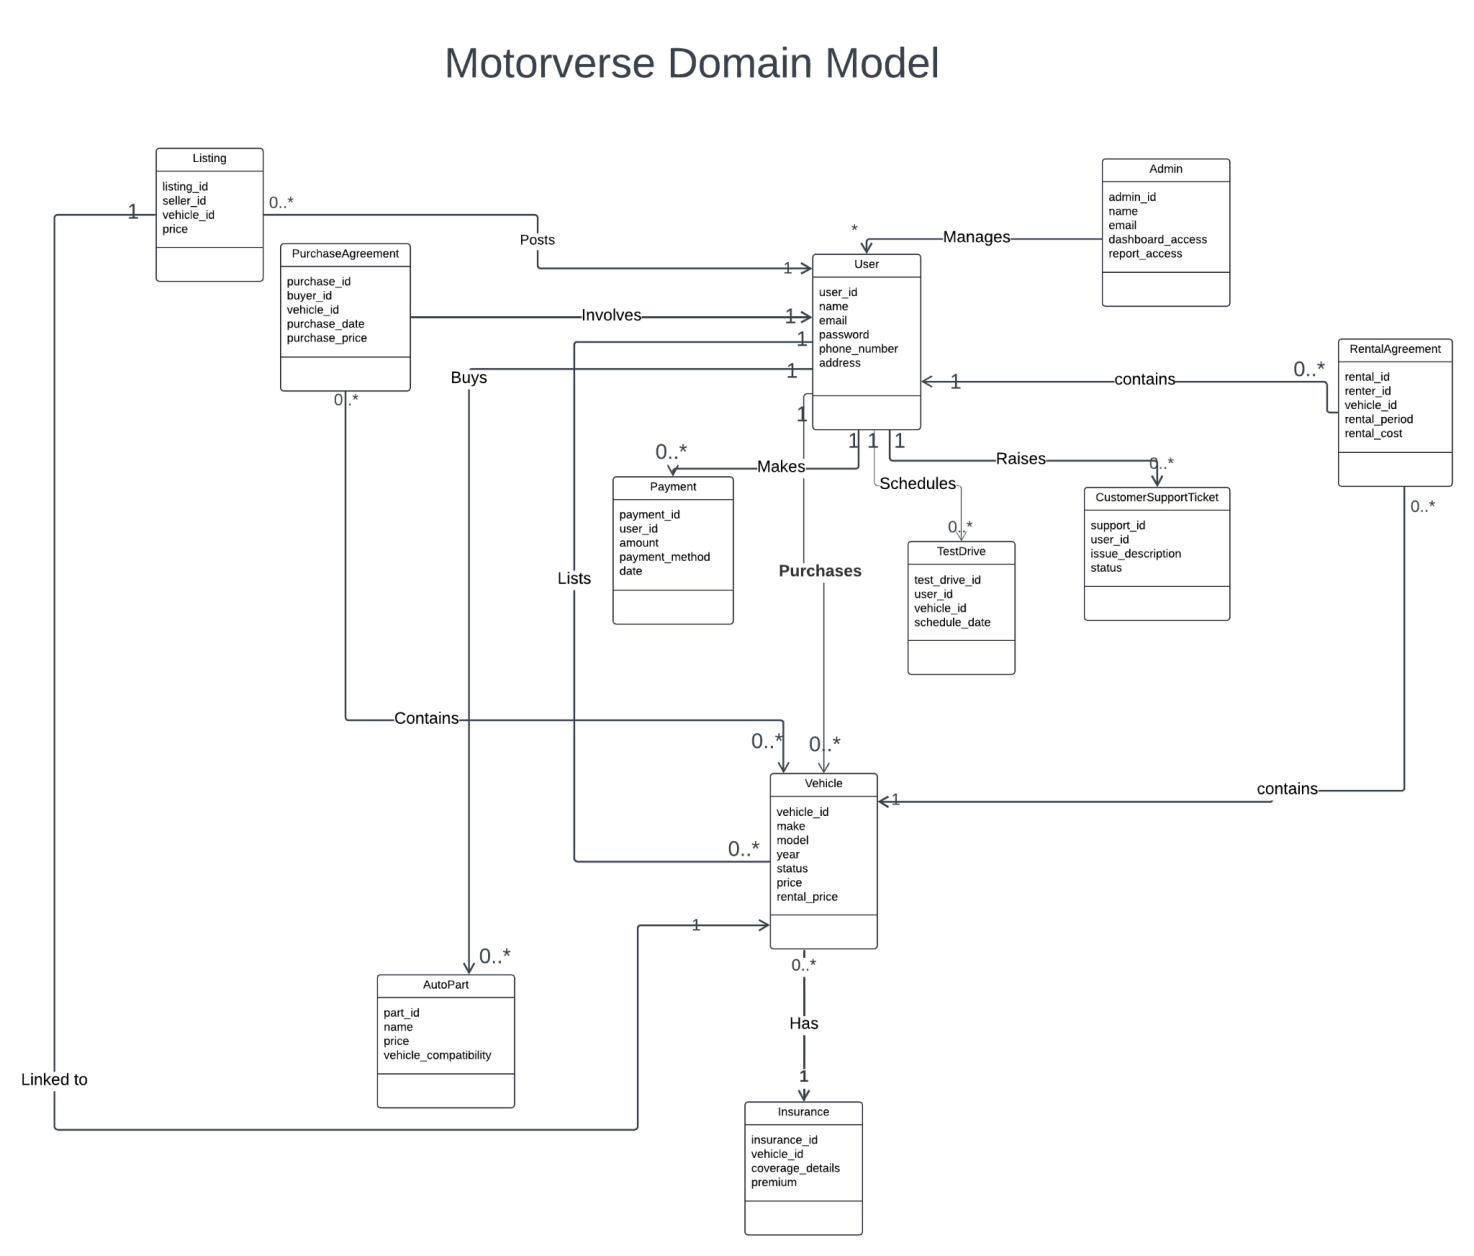 Motorverse Domain Model
Listing
listing_id
seller_id
vehicle_id
price
1
0..*
Posts
1
PurchaseAgreement
purchase_id
buyer_id
vehicle_id
purchase_date
purchase_price
0..*
Involves
1
Admin
admin_id
name
email
dashboard_access
report_access
Manages
*
User
user_id
name
email
password
phone_number
address
1
1
1
1
1
1
Buys
Lists
Makes
0..*
Payment
payment_id
user_id
amount
payment_method
date
Purchases
Schedules
0..*
TestDrive
test_drive_id
user_id
vehicle_id
schedule_date
Raises
0..*
CustomerSupportTicket
support_id
user_id
issue_description
status
1
contains
0..*
RentalAgreement
rental_id
renter_id
vehicle_id
rental_period
rental_cost
0..*
contains
1
Contains
0..*
0..*
Vehicle
vehicle_id
make
model
year
status
price
rental_price
0..*
1
0..*
Has
1
0..*
AutoPart
part_id
name
price
vehicle_compatibility
Linked to
Insurance
insurance_id
vehicle_id
coverage_details
premium